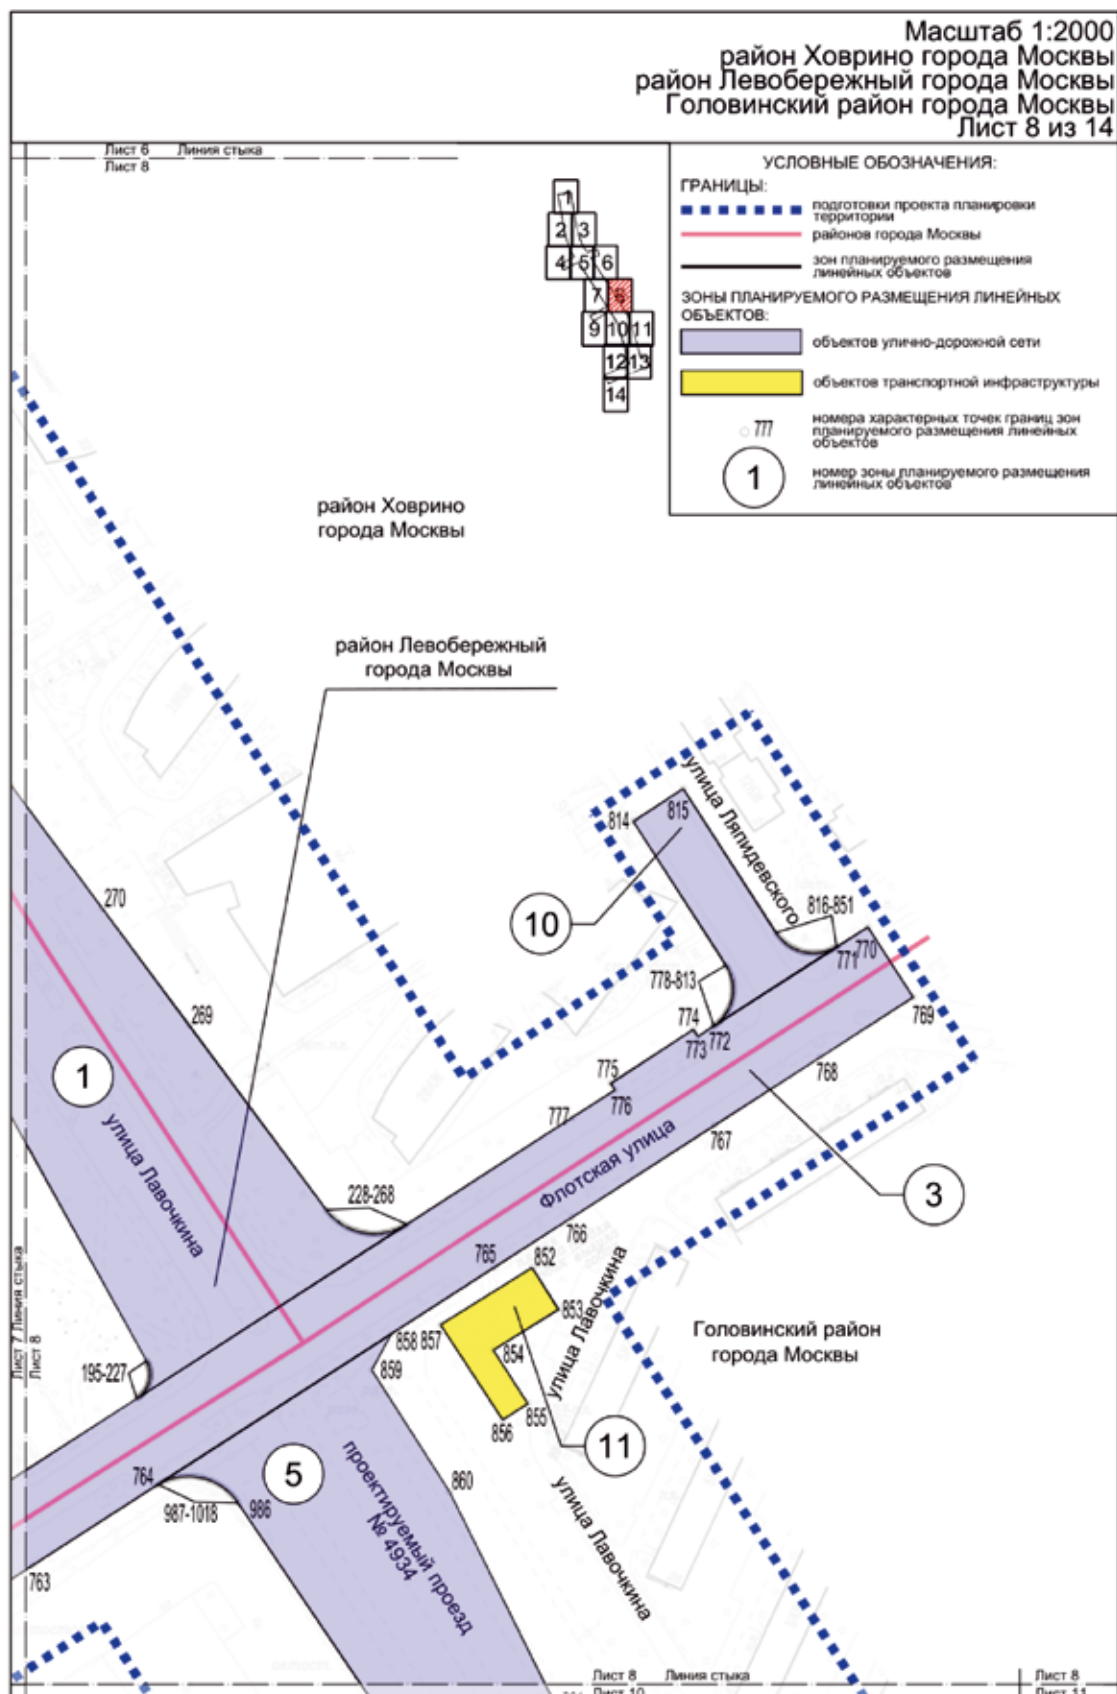 Масштаб 1:2000
район Ховрино города Москвы
район Левобережный города Москвы
Головинский район города Москвы
Лист 8 из 14
Лист 6 Линия стыка
Лист 8
УСЛОВНЫЕ ОБОЗНАЧЕНИЯ:
ГРАНИЦЫ:
подготовки проекта планировки
территории
районов города Москвы
зон планируемого размещения
линейных объектов
ЗОНЫ ПЛАНИРУЕМОГО РАЗМЕЩЕНИЯ ЛИНЕЙНЫХ
ОБЪЕКТОВ:
объектов улично-дорожной сети
объектов транспортной инфраструктуры
777
номера характерных точек границ зон
планируемого размещения линейных
объектов
1
номер зоны планируемого размещения
линейных объектов
1
2 3
4 5 6
7 8
9 10 11
12 13
14
район Ховрино
города Москвы
район Левобережный
города Москвы
814
815
улица Ляпидевского
10
816-851
771
770
778-813
774
773
772
769
768
775
776
777
767
270
269
1
улица Лавочкина
228-268
Флотская улица
3
766
765
852
853
улица Лавочкина
854
855
856
857
858
859
11
Головинский район
города Москвы
Лист 7 Линия стыка
Лист 8
195-227
764
987-1018
986
5
проектируемый проезд
№ 4934
860
улица Лавочкина
763
Лист 8 Линия стыка
Лист 10
Лист 8
Лист 11